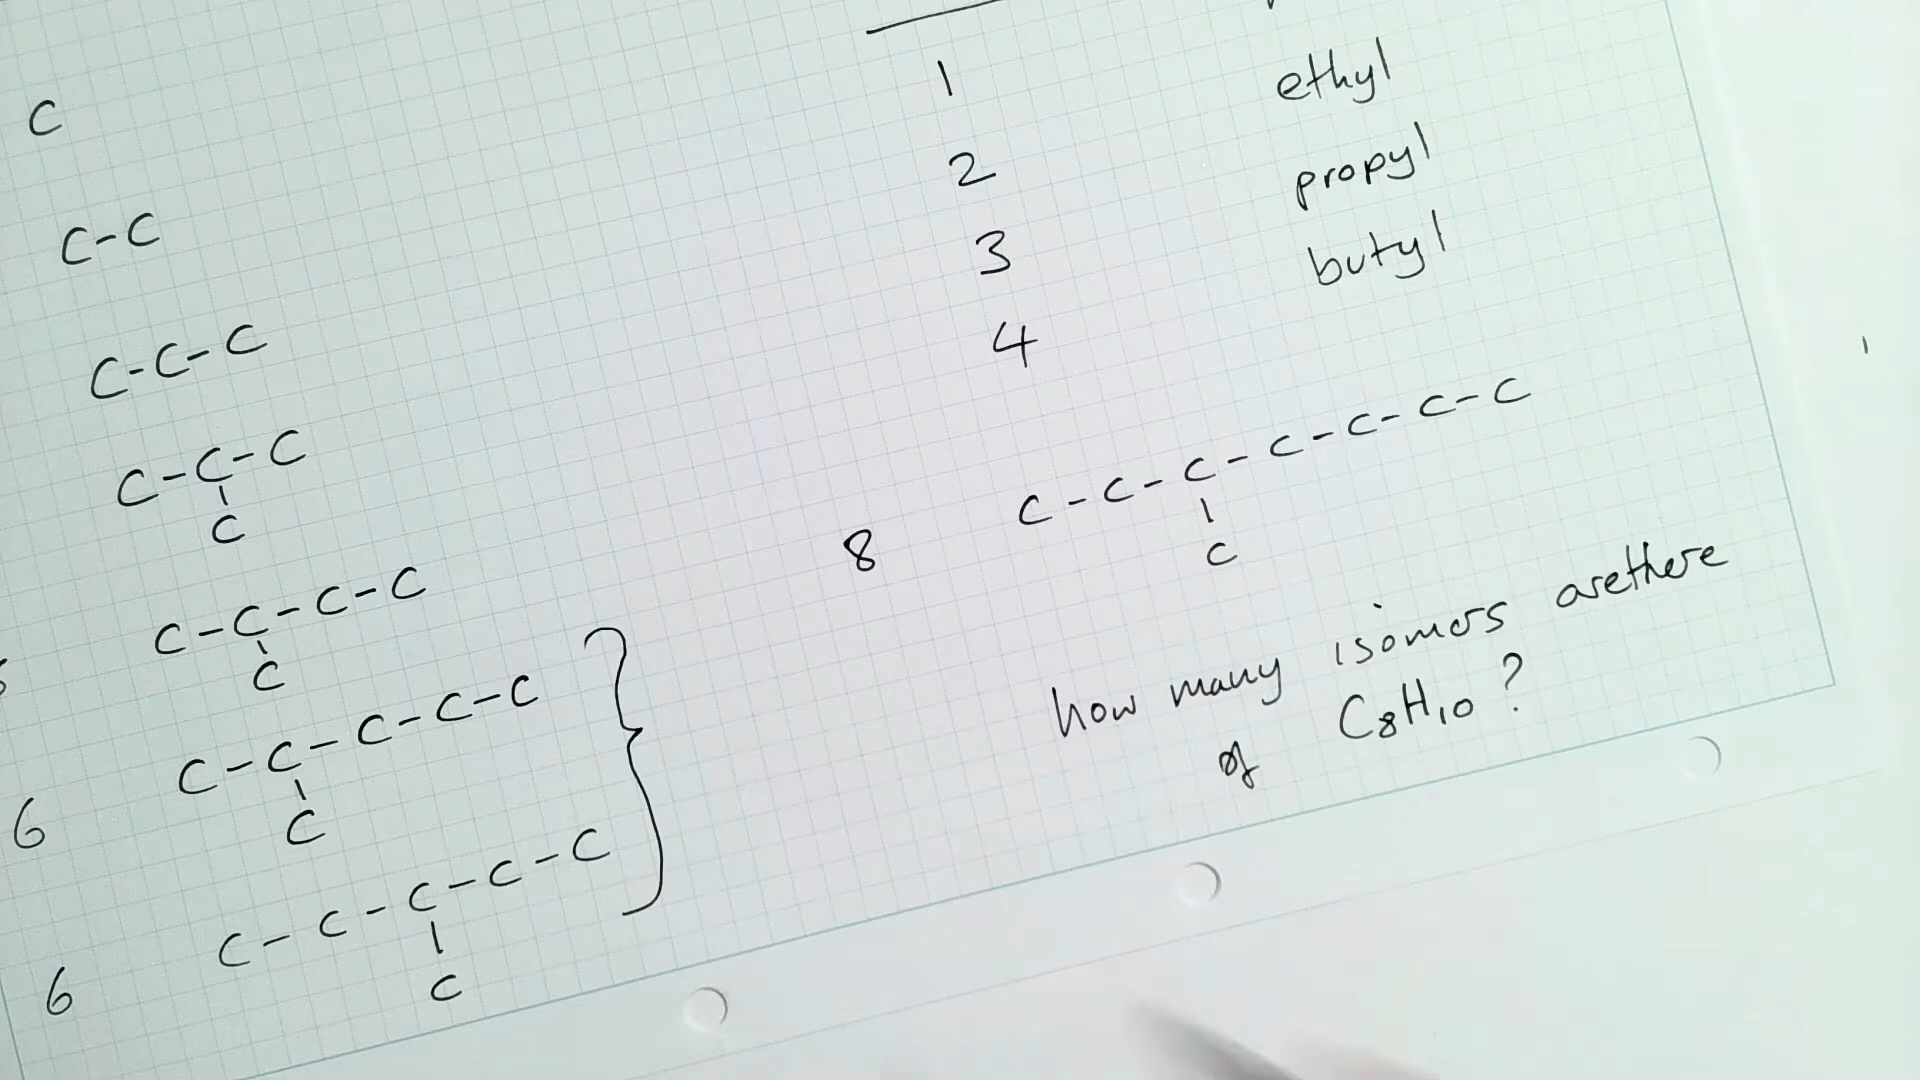 C
C-C
C-C-C
C-C-C
C
C-C-C-C
C
6 C-C-C-C-C
C
6 C-C-C-C-C
C
1
2
3
4
ethyl
propyl
butyl
8 C-C-C-C-C-C-C
C
how many isomers arethere
of C8H10?